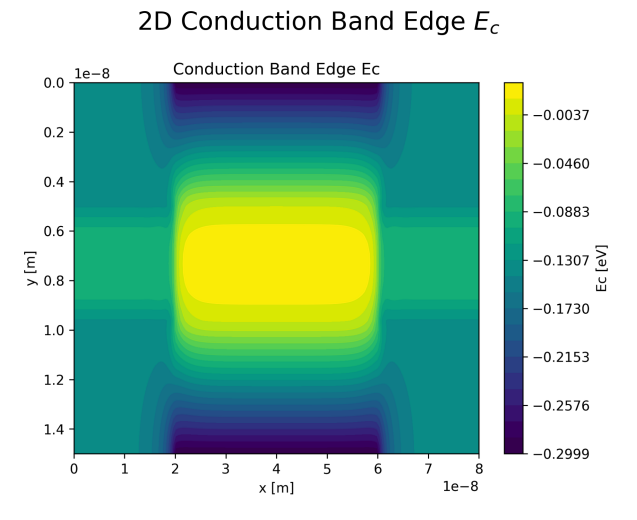 2D Conduction Band Edge E_c
Conduction Band Edge Ec
1e−8
0.0
0.2
0.4
0.6
0.8
1.0
1.2
1.4
y [m]
0 1 2 3 4 5 6 7 8
x [m]
1e−8
−0.0037
−0.0460
−0.0883
−0.1307
−0.1730
−0.2153
−0.2576
−0.2999
Ec [eV]